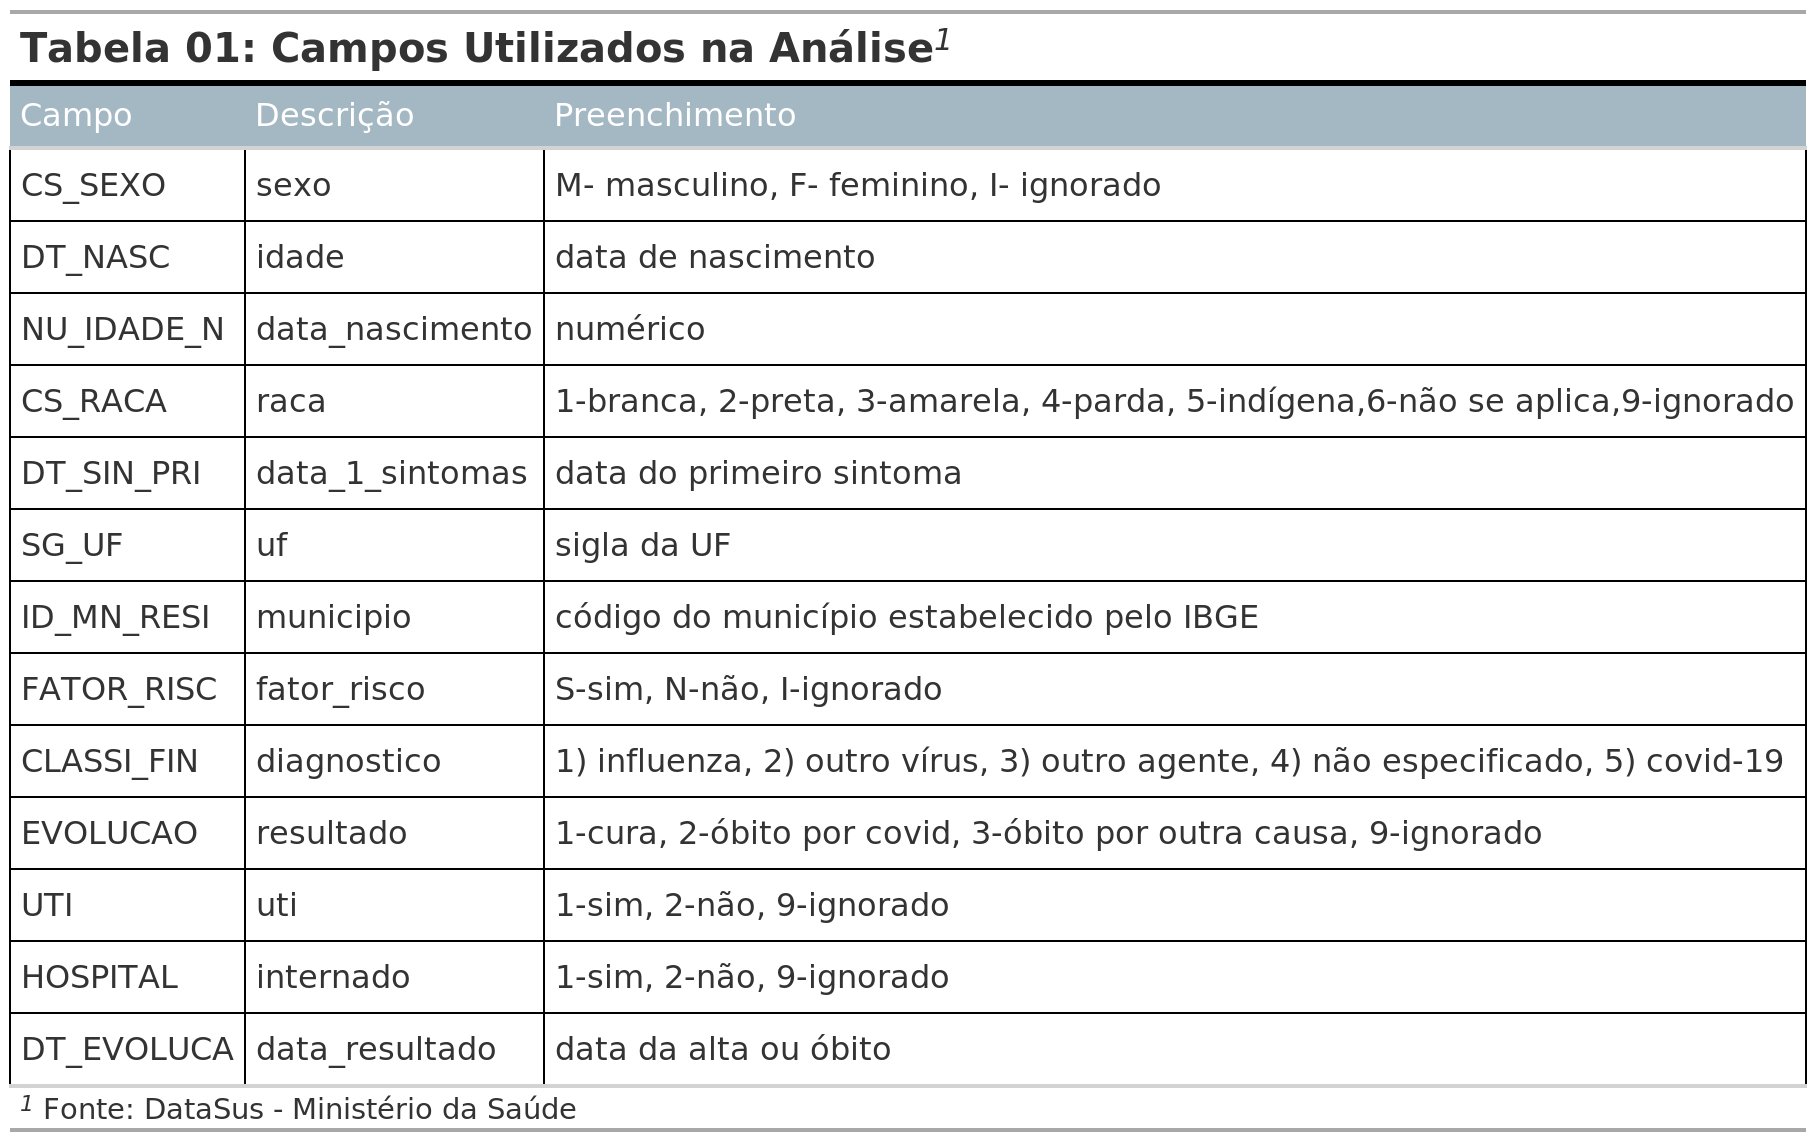 Tabela 01: Campos Utilizados na Análise1
Campo Descrição Preenchimento
CS_SEXO sexo M- masculino, F- feminino, I- ignorado
DT_NASC idade data de nascimento
NU_IDADE_N data_nascimento numérico
CS_RACA raca 1-branca, 2-preta, 3-amarela, 4-parda, 5-indígena,6-não se aplica,9-ignorado
DT_SIN_PRI data_1_sintomas data do primeiro sintoma
SG_UF uf sigla da UF
ID_MN_RESI municipio código do município estabelecido pelo IBGE
FATOR_RISC fator_risco S-sim, N-não, I-ignorado
CLASSI_FIN diagnostico 1) influenza, 2) outro vírus, 3) outro agente, 4) não especificado, 5) covid-19
EVOLUCAO resultado 1-cura, 2-óbito por covid, 3-óbito por outra causa, 9-ignorado
UTI uti 1-sim, 2-não, 9-ignorado
HOSPITAL internado 1-sim, 2-não, 9-ignorado
DT_EVOLUCA data_resultado data da alta ou óbito
1 Fonte: DataSus - Ministério da Saúde